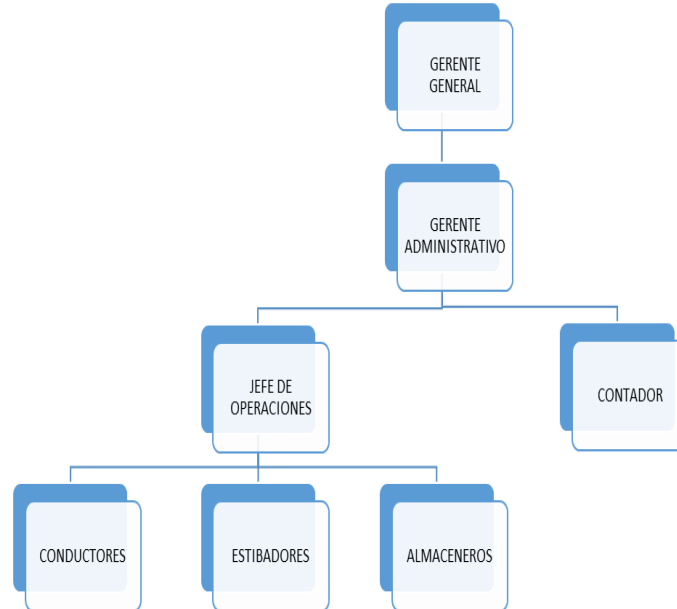 GERENTE
GENERAL
GERENTE
ADMINISTRATIVO
JEFE DE
OPERACIONES
CONTADOR
CONDUCTORES
ESTIBADORES
ALMACENEROS